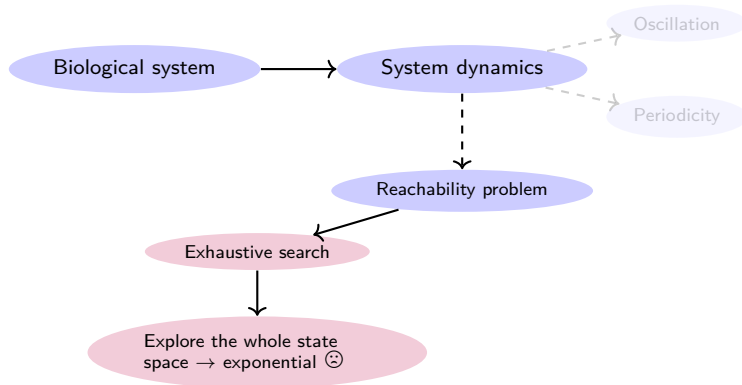 Oscillation
Biological system
System dynamics
Periodicity
Reachability problem
Exhaustive search
Explore the whole state
space → exponential ☹